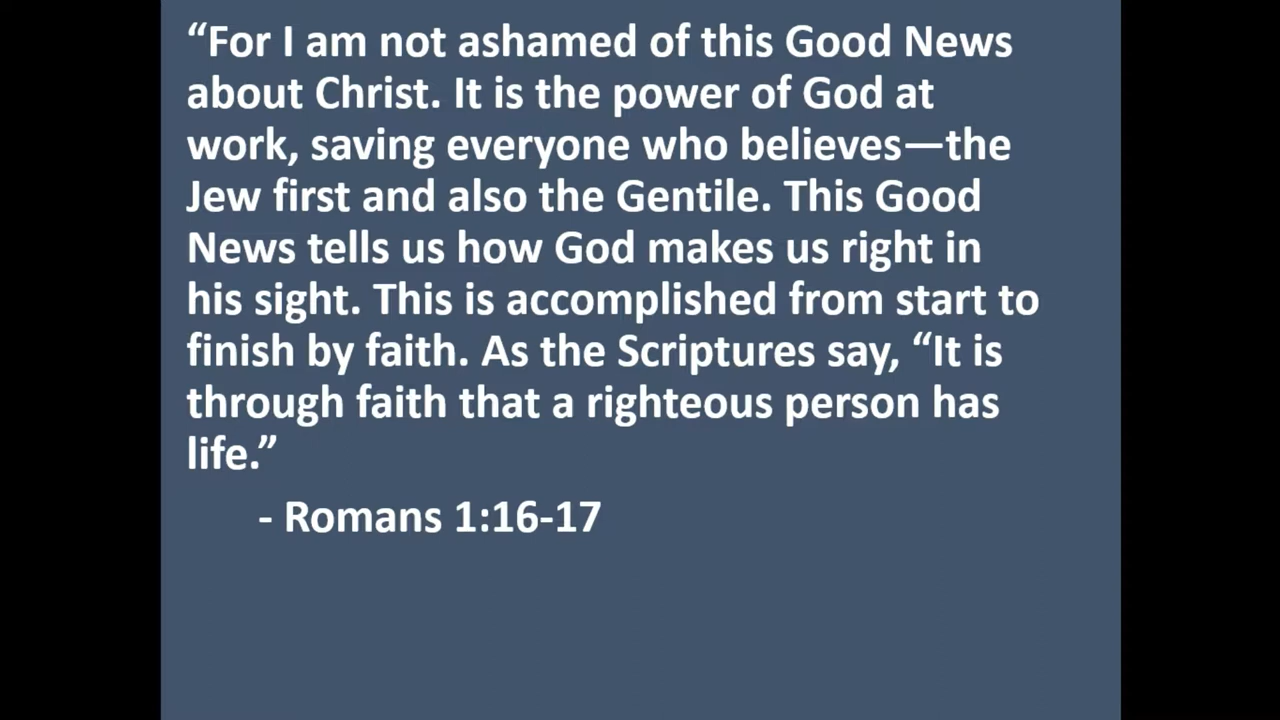 “For I am not ashamed of this Good News
about Christ. It is the power of God at
work, saving everyone who believes—the
Jew first and also the Gentile. This Good
News tells us how God makes us right in
his sight. This is accomplished from start to
finish by faith. As the Scriptures say, “It is
through faith that a righteous person has
life.”
- Romans 1:16-17